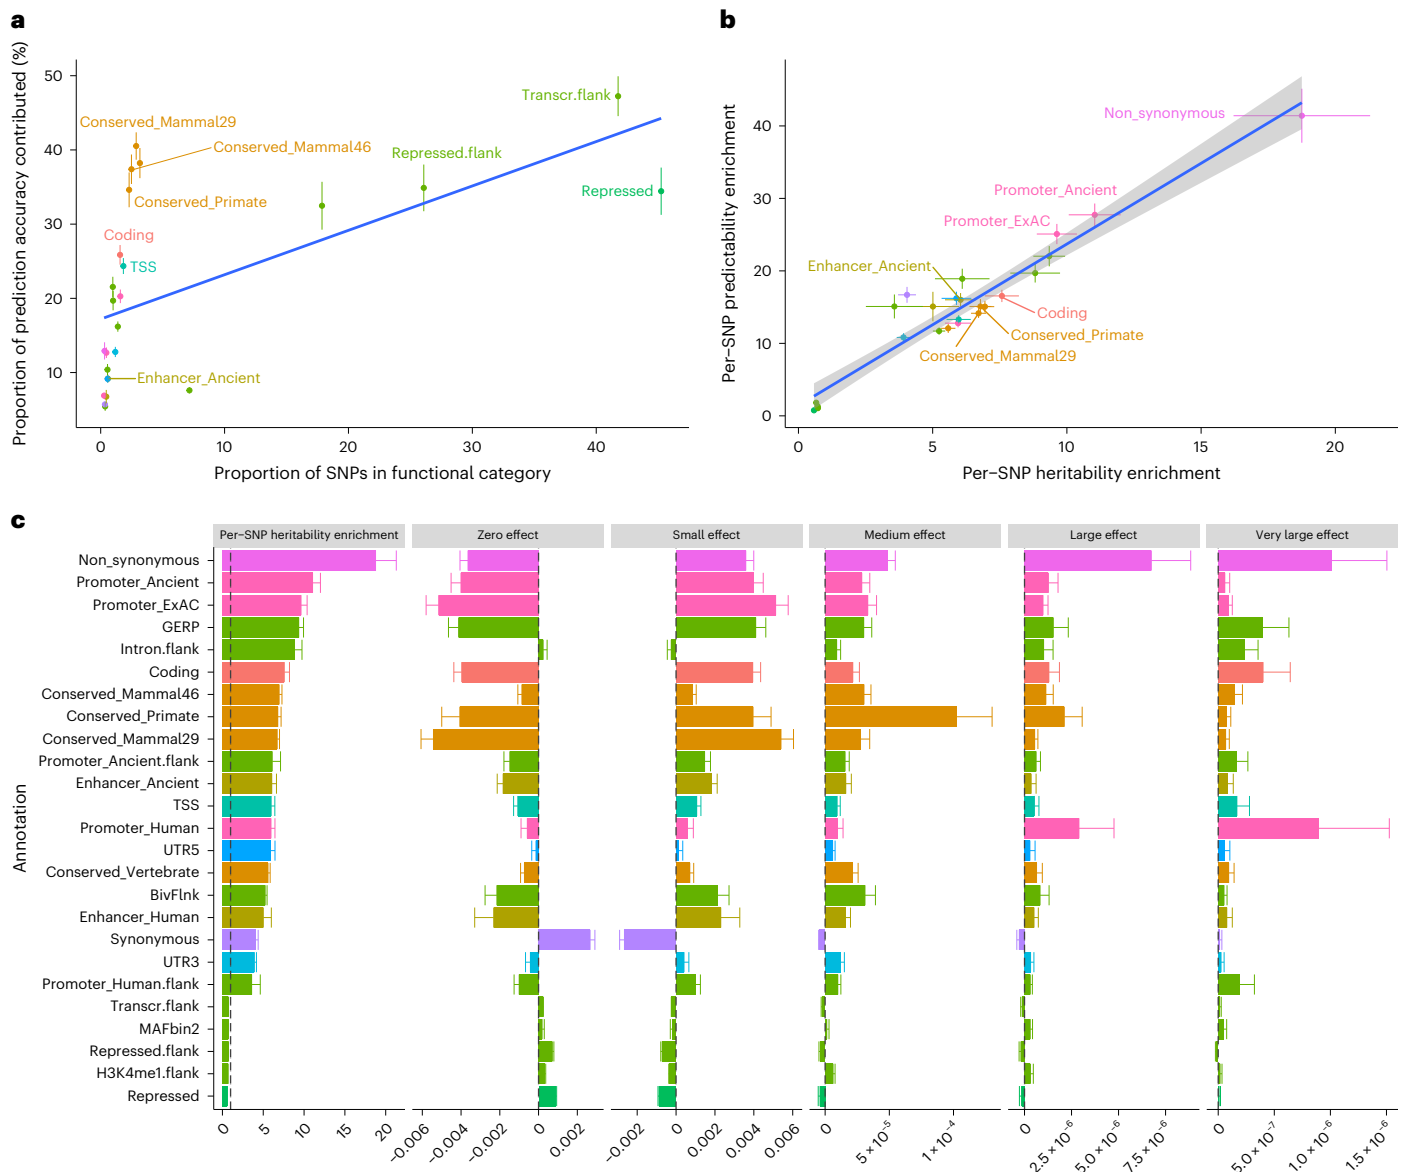 a
Proportion of prediction accuracy contributed (%)
50
40
30
20
10
Transcr.flank
Conserved_Mammal29
Conserved_Mammal46
Repressed.flank
Repressed
Conserved_Primate
Coding
TSS
Enhancer_Ancient
0 10 20 30 40
Proportion of SNPs in functional category
b
Per–SNP predictability enrichment
40
30
20
10
0
Non_synonymous
Promoter_Ancient
Promoter_ExAC
Enhancer_Ancient
Coding
Conserved_Primate
Conserved_Mammal29
0 5 10 15 20
Per–SNP heritability enrichment
c
Per–SNP heritability enrichment Zero effect Small effect Medium effect Large effect Very large effect
Annotation
Non_synonymous
Promoter_Ancient
Promoter_ExAC
GERP
Intron.flank
Coding
Conserved_Mammal46
Conserved_Primate
Conserved_Mammal29
Promoter_Ancient.flank
Enhancer_Ancient
TSS
Promoter_Human
UTR5
Conserved_Vertebrate
BivFlnk
Enhancer_Human
Synonymous
UTR3
Promoter_Human.flank
Transcr.flank
MAFbin2
Repressed.flank
H3K4me1.flank
Repressed
0 5 10 15 20 −0.006 −0.004 −0.002 0 0.002 −0.002 0 0.002 0.004 0.006 0 5 × 10⁻⁵ 1 × 10⁻⁴ 0 2.5 × 10⁻⁶ 5.0 × 10⁻⁶ 7.5 × 10⁻⁶ 0 5.0 × 10⁻⁷ 1.0 × 10⁻⁶ 1.5 × 10⁻⁶